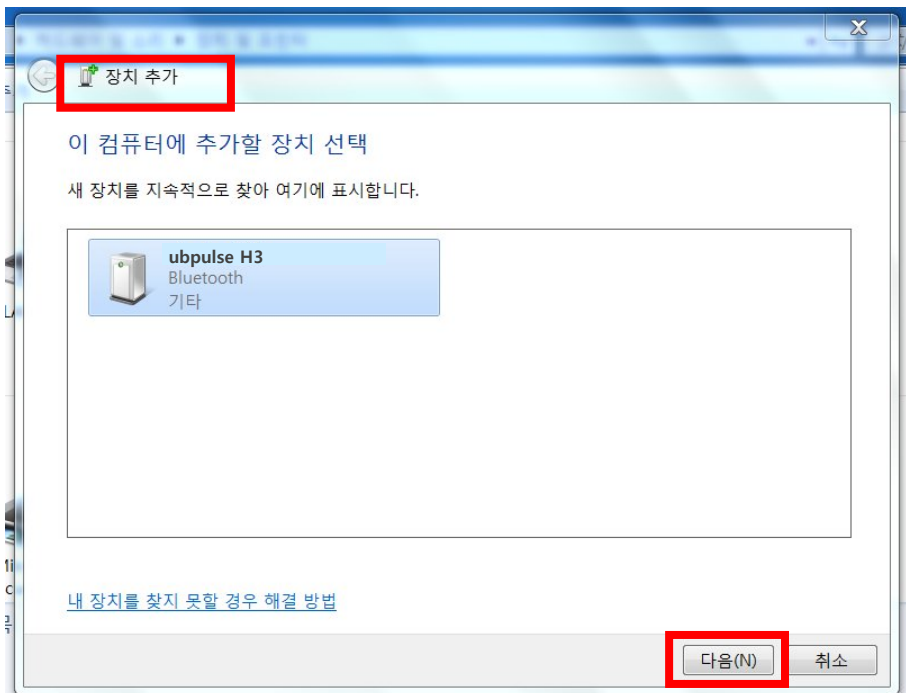 X
장치 추가
이 컴퓨터에 추가할 장치 선택
새 장치를 지속적으로 찾아 여기에 표시합니다.
ubpulse H3
Bluetooth
기타
내 장치를 찾지 못할 경우 해결 방법
다음(N)
취소